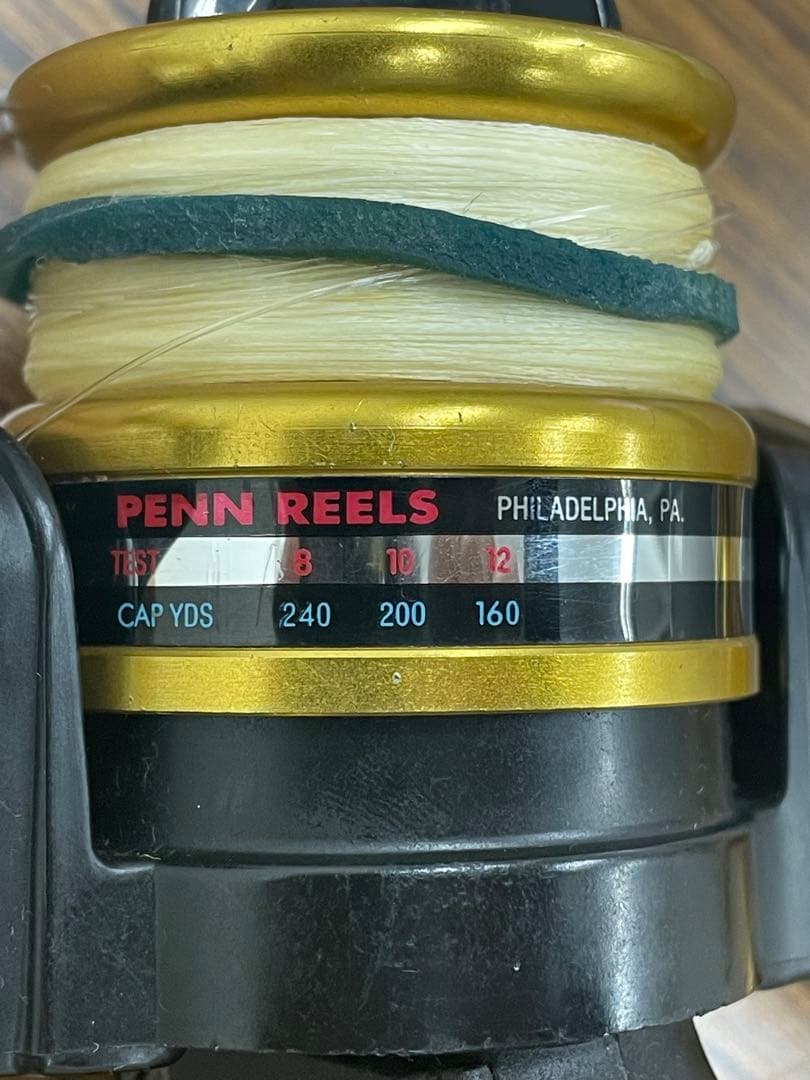 PENN REELS PHILADELPHIA, PA.
TEST 8 10 12
CAP YDS 240 200 160